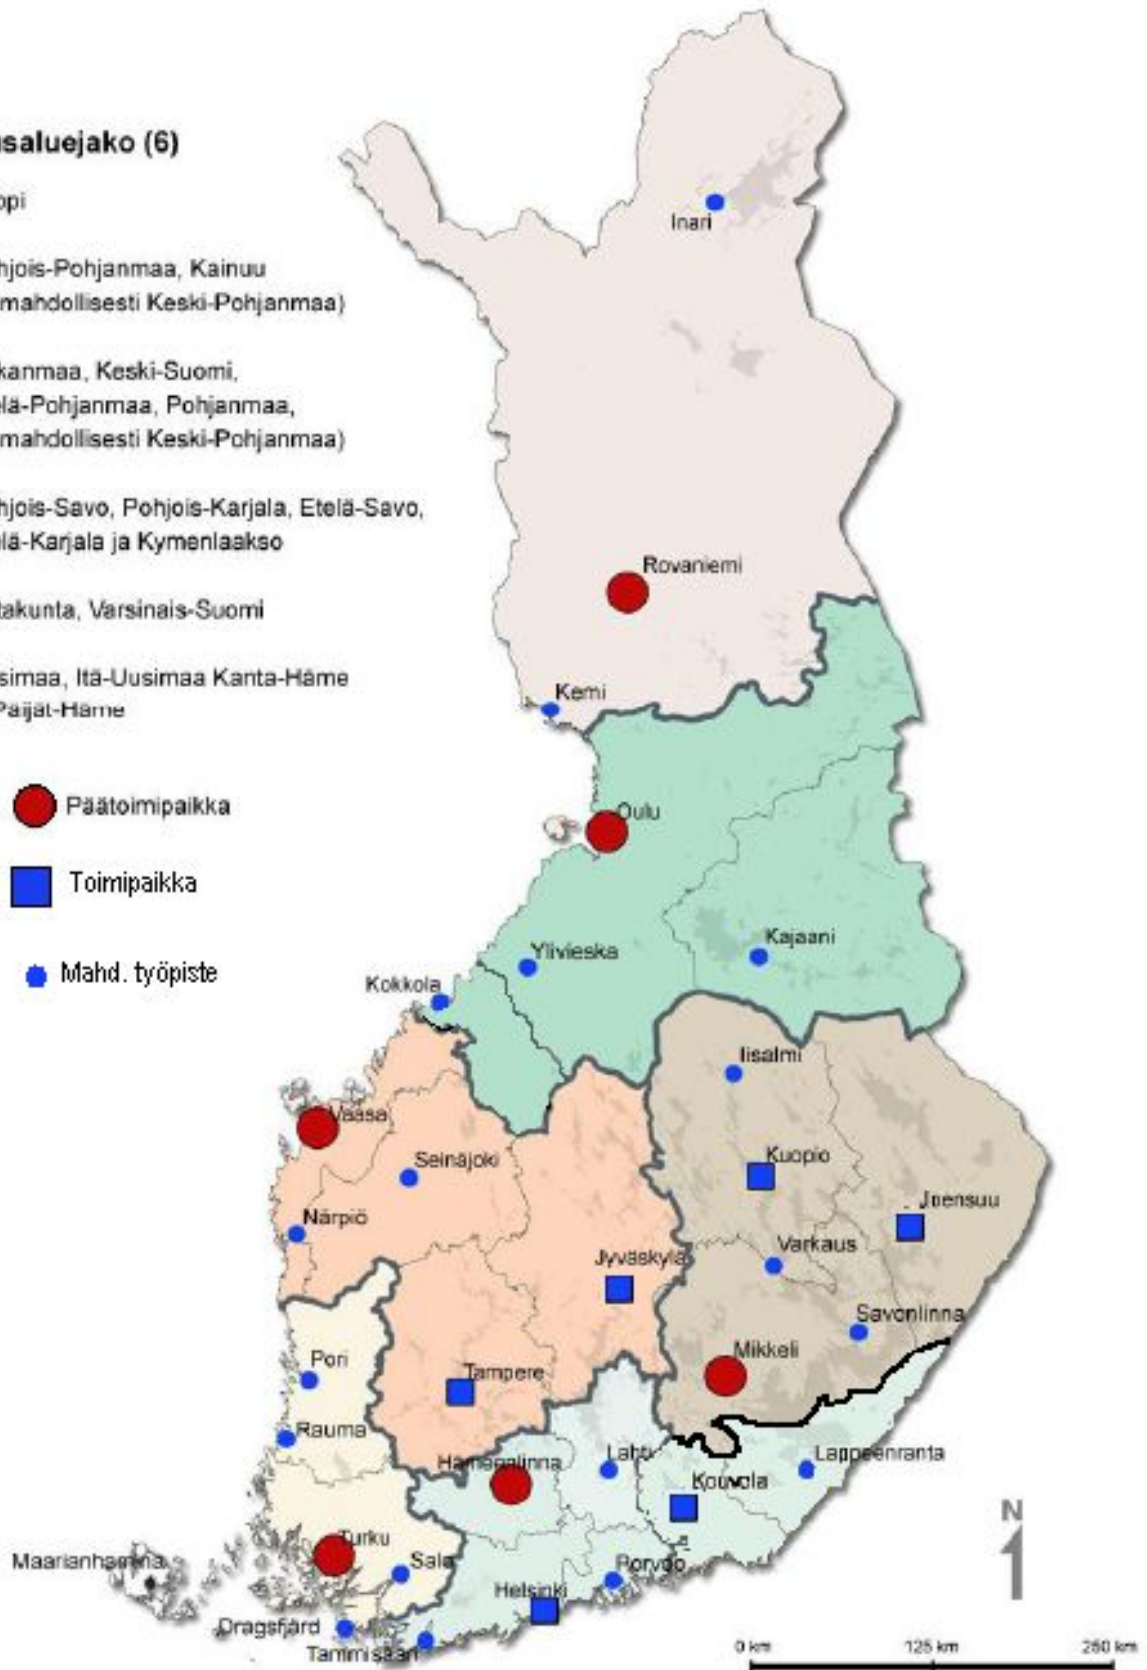 usaluejako (6)
ppi
hjois-Pohjanmaa, Kainuu
mahdollisesti Keski-Pohjanmaa)
kanmaa, Keski-Suomi,
elä-Pohjanmaa, Pohjanmaa,
mahdollisesti Keski-Pohjanmaa)
hjois-Savo, Pohjois-Karjala, Etelä-Savo,
elä-Karjala ja Kymenlaakso
takunta, Varsinais-Suomi
simaa, Itä-Uusimaa Kanta-Häme
Päijät-Häme
Päätoimipaikka
Toimipaikka
Mahd. työpiste
Inari
Rovaniemi
Kemi
Oulu
Ylivieska
Kajaani
Kokkola
Iisalmi
Vaasa
Seinäjoki
Kuopio
Joensuu
Närpiö
Varkaus
Jyväskylä
Savonlinna
Pori
Mikkeli
Tampere
Rauma
Hämeenlinna
Lahti
Lappeenranta
Kouvola
Turku
Maarianhamina
Salo
Porvoo
Helsinki
Dragsfjärd
Tammisaari
N
0 km 125 km 250 km